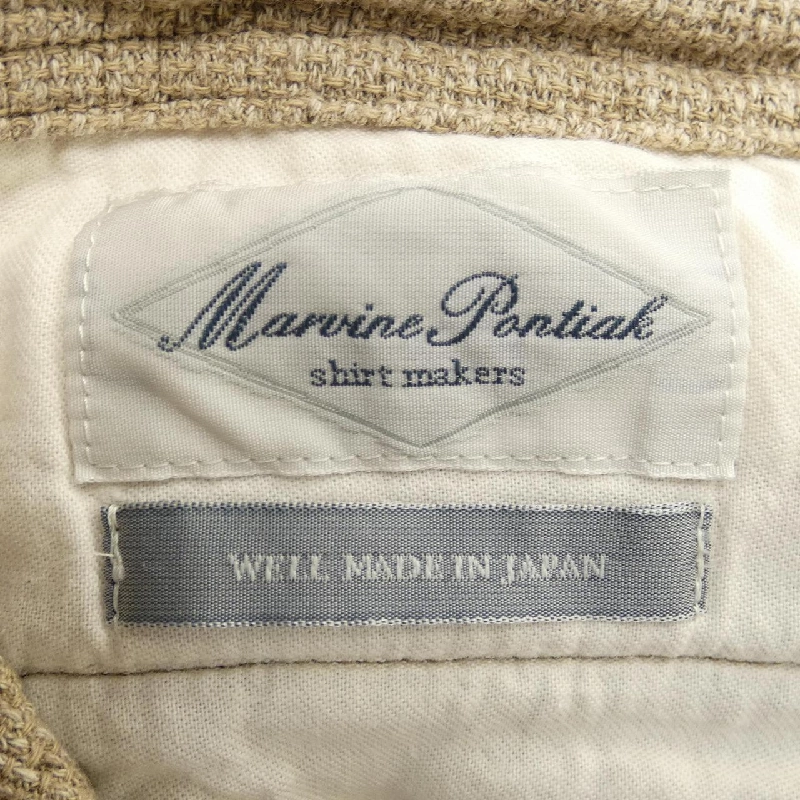 Marvine Pontiak
shirt makers
WELL MADE IN JAPAN